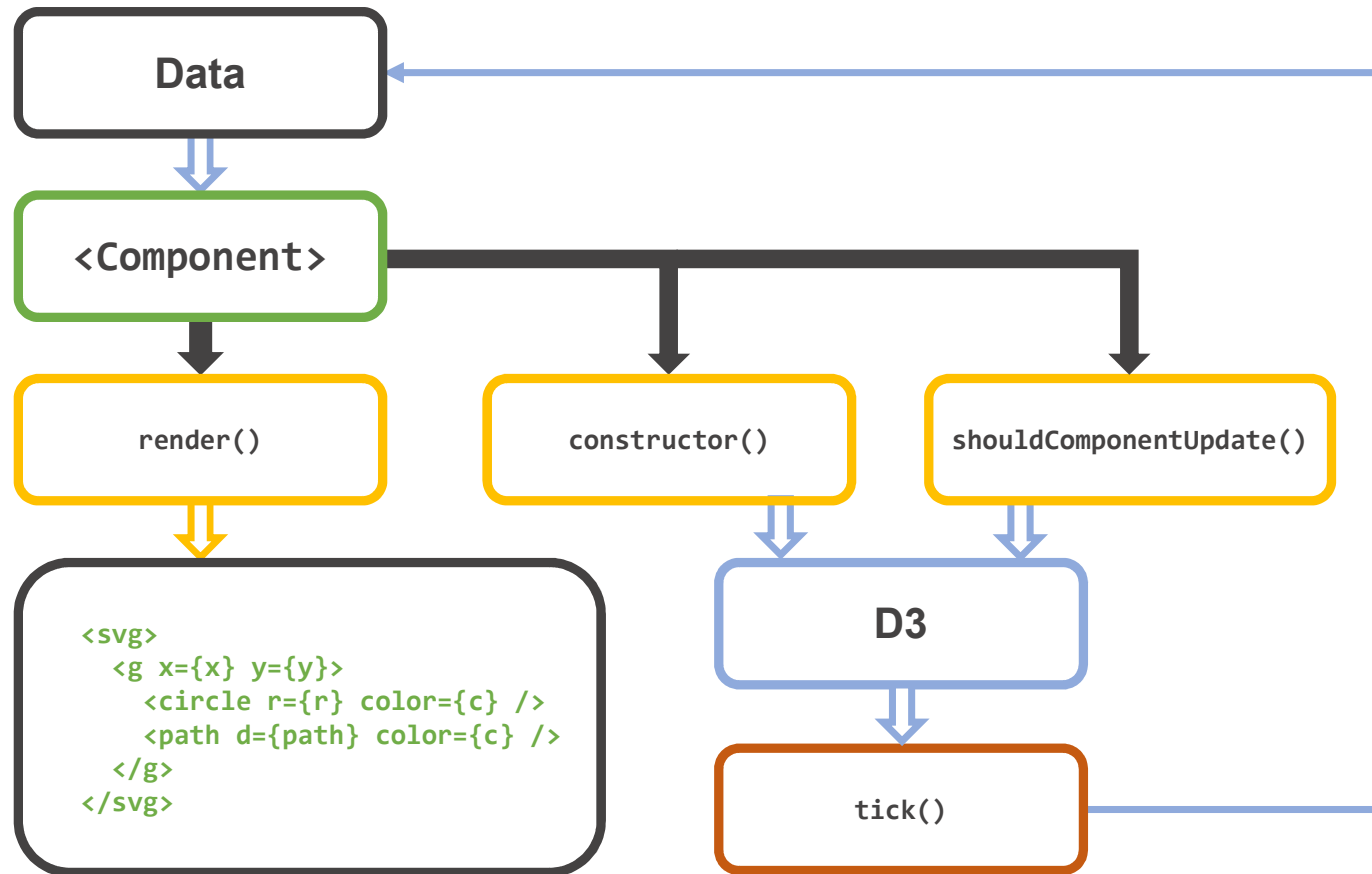 Data
<Component>
render()
constructor()
shouldComponentUpdate()
<svg>
  <g x={x} y={y}>
    <circle r={r} color={c} />
    <path d={path} color={c} />
  </g>
</svg>
D3
tick()